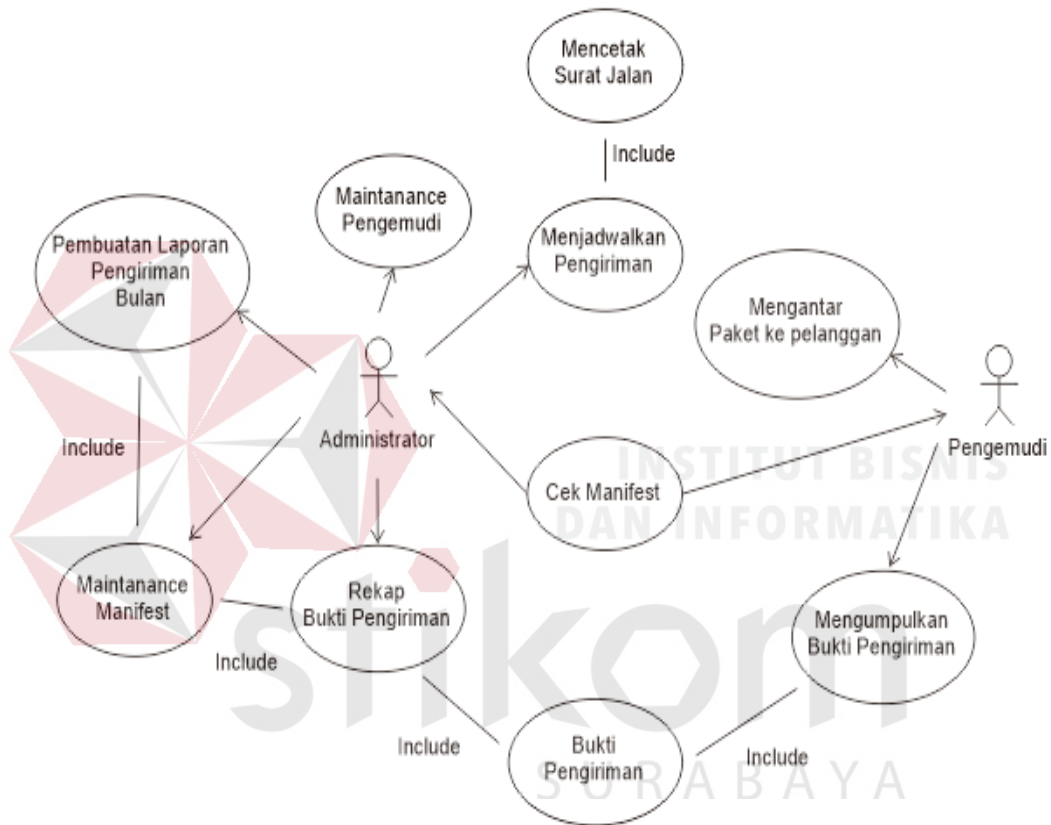 Mencetak
Surat Jalan
Include
Maintanance
Pengemudi
Menjadwalkan
Pengiriman
Pembuatan Laporan
Pengiriman
Bulan
Mengantar
Paket ke pelanggan
Include
Administrator
Pengemudi
Cek Manifest
INSTITUT BISNIS
DAN INFORMATIKA
Maintanance
Manifest
Rekap
Bukti Pengiriman
Mengumpulkan
Bukti Pengiriman
stikom
Include
Include
Bukti
Pengiriman
Include
SURABAYA